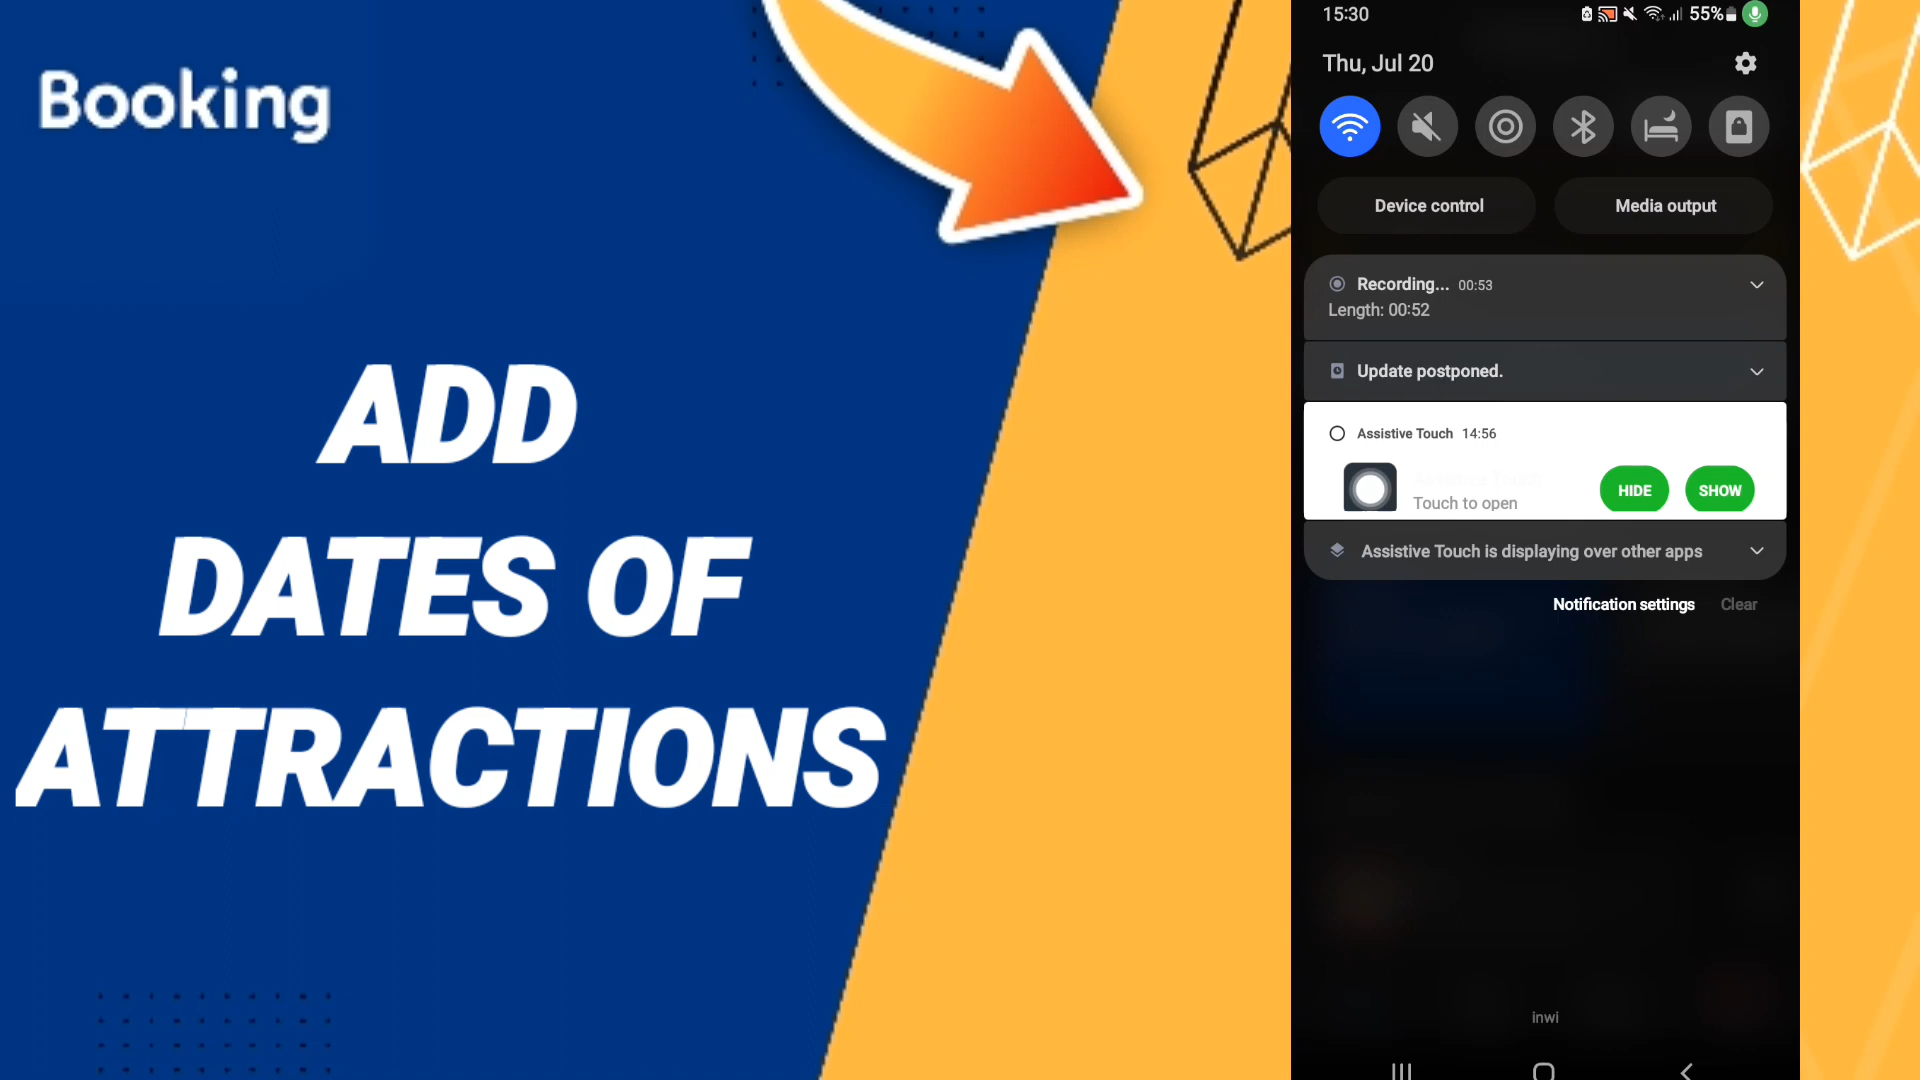 Booking
ADD
DATES OF
ATTRACTIONS
15:30
55%
Thu, Jul 20
Device control
Media output
Recording... 00:53
Length: 00:52
Update postponed.
Assistive Touch 14:56
Touch to open
HIDE
SHOW
Assistive Touch is displaying over other apps
Notification settings
Clear
inwi